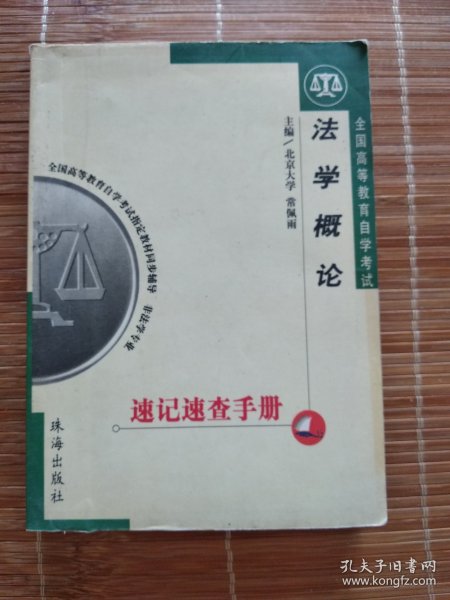 全国高等教育自学考试
法学概论
主编/北京大学 常佩雨
全国高等教育自学考试指定教材同步辅导 非法学专业
速记速查手册
珠海出版社
孔夫子旧书网
www.kongfz.com